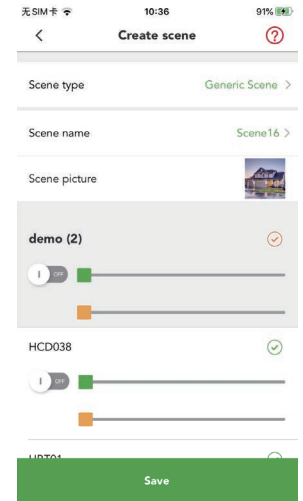 无SIM卡 10:36 91%
Create scene ?
Scene type Generic Scene >
Scene name Scene16 >
Scene picture
demo (2)
I OFF
HCD038
I OFF
Save